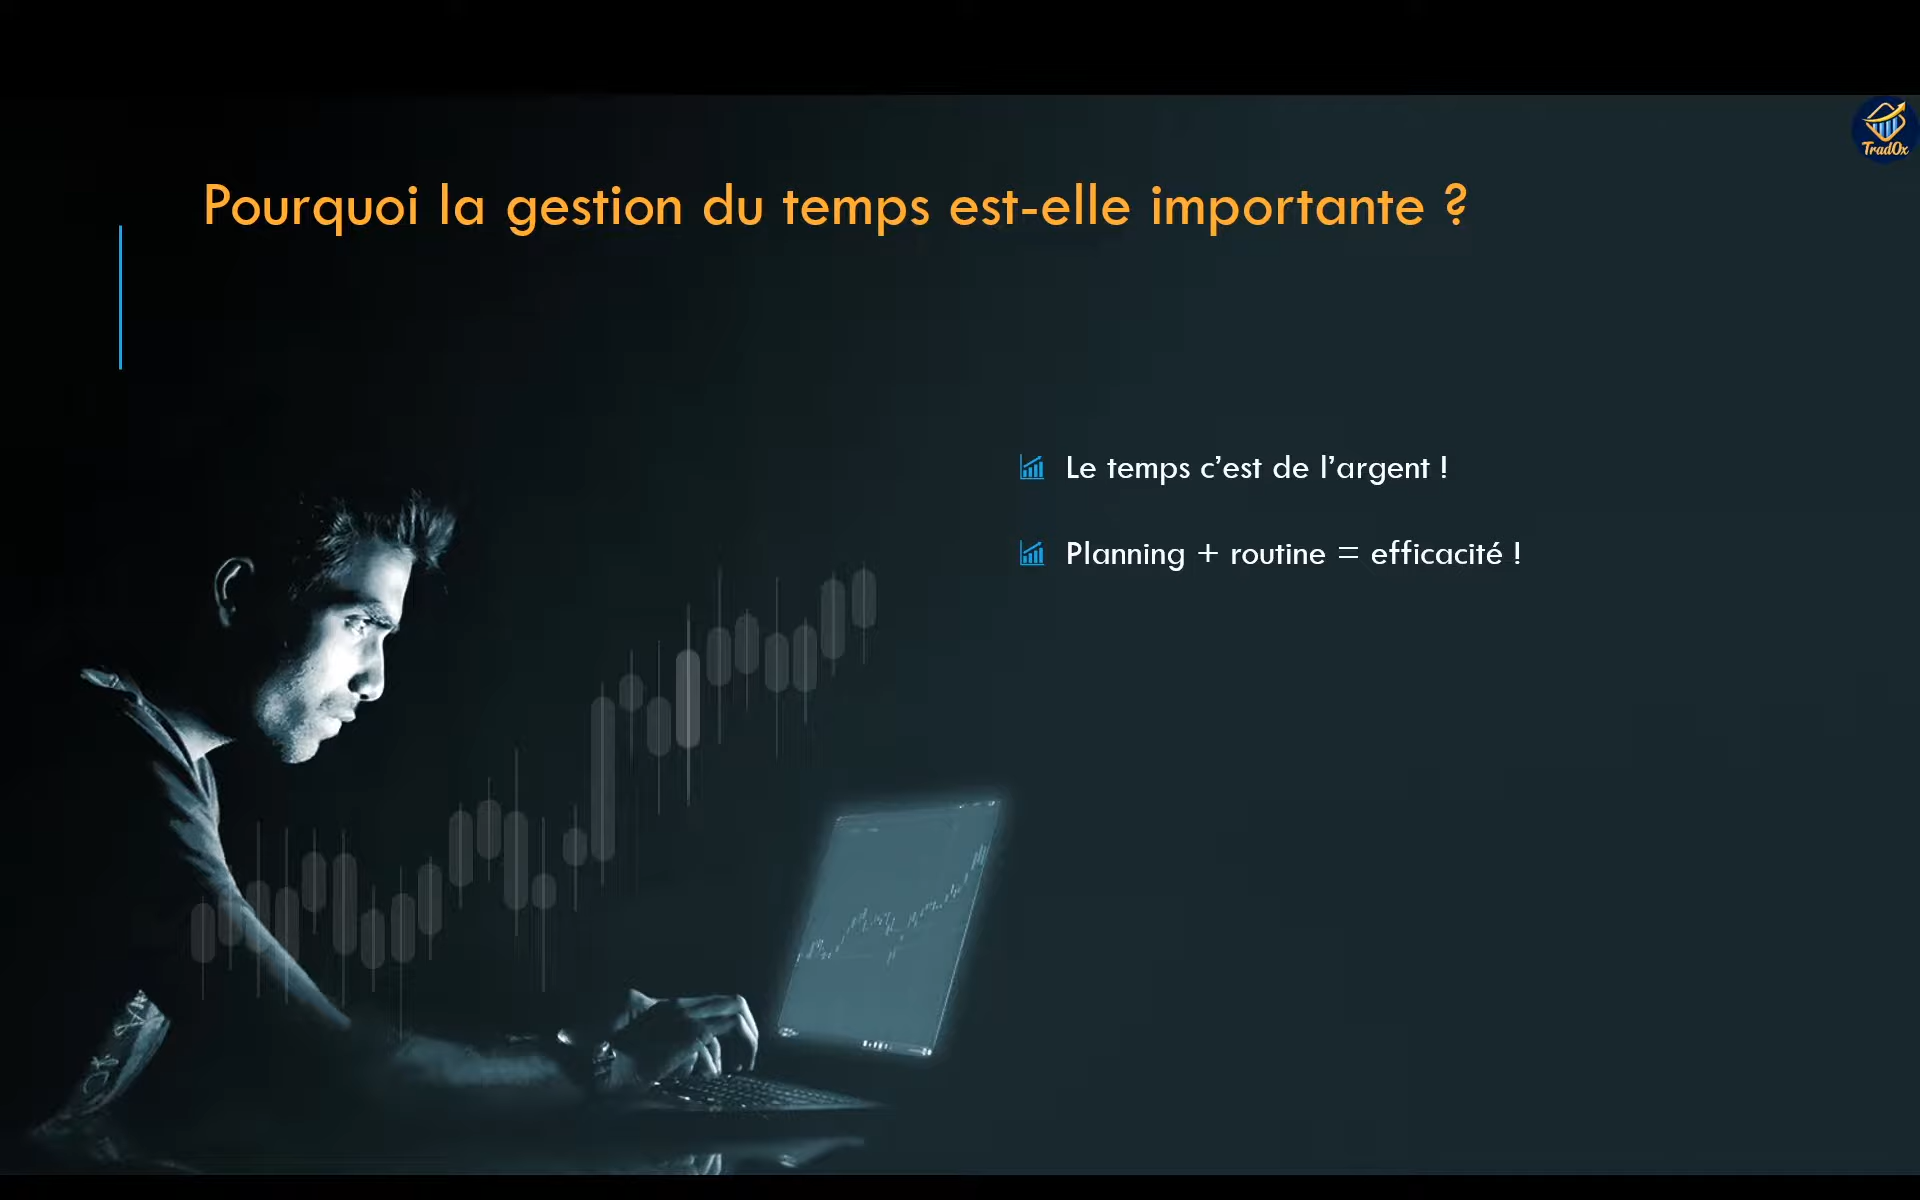 TradOx
Pourquoi la gestion du temps est-elle importante ?
Le temps c’est de l’argent !
Planning + routine = efficacité !